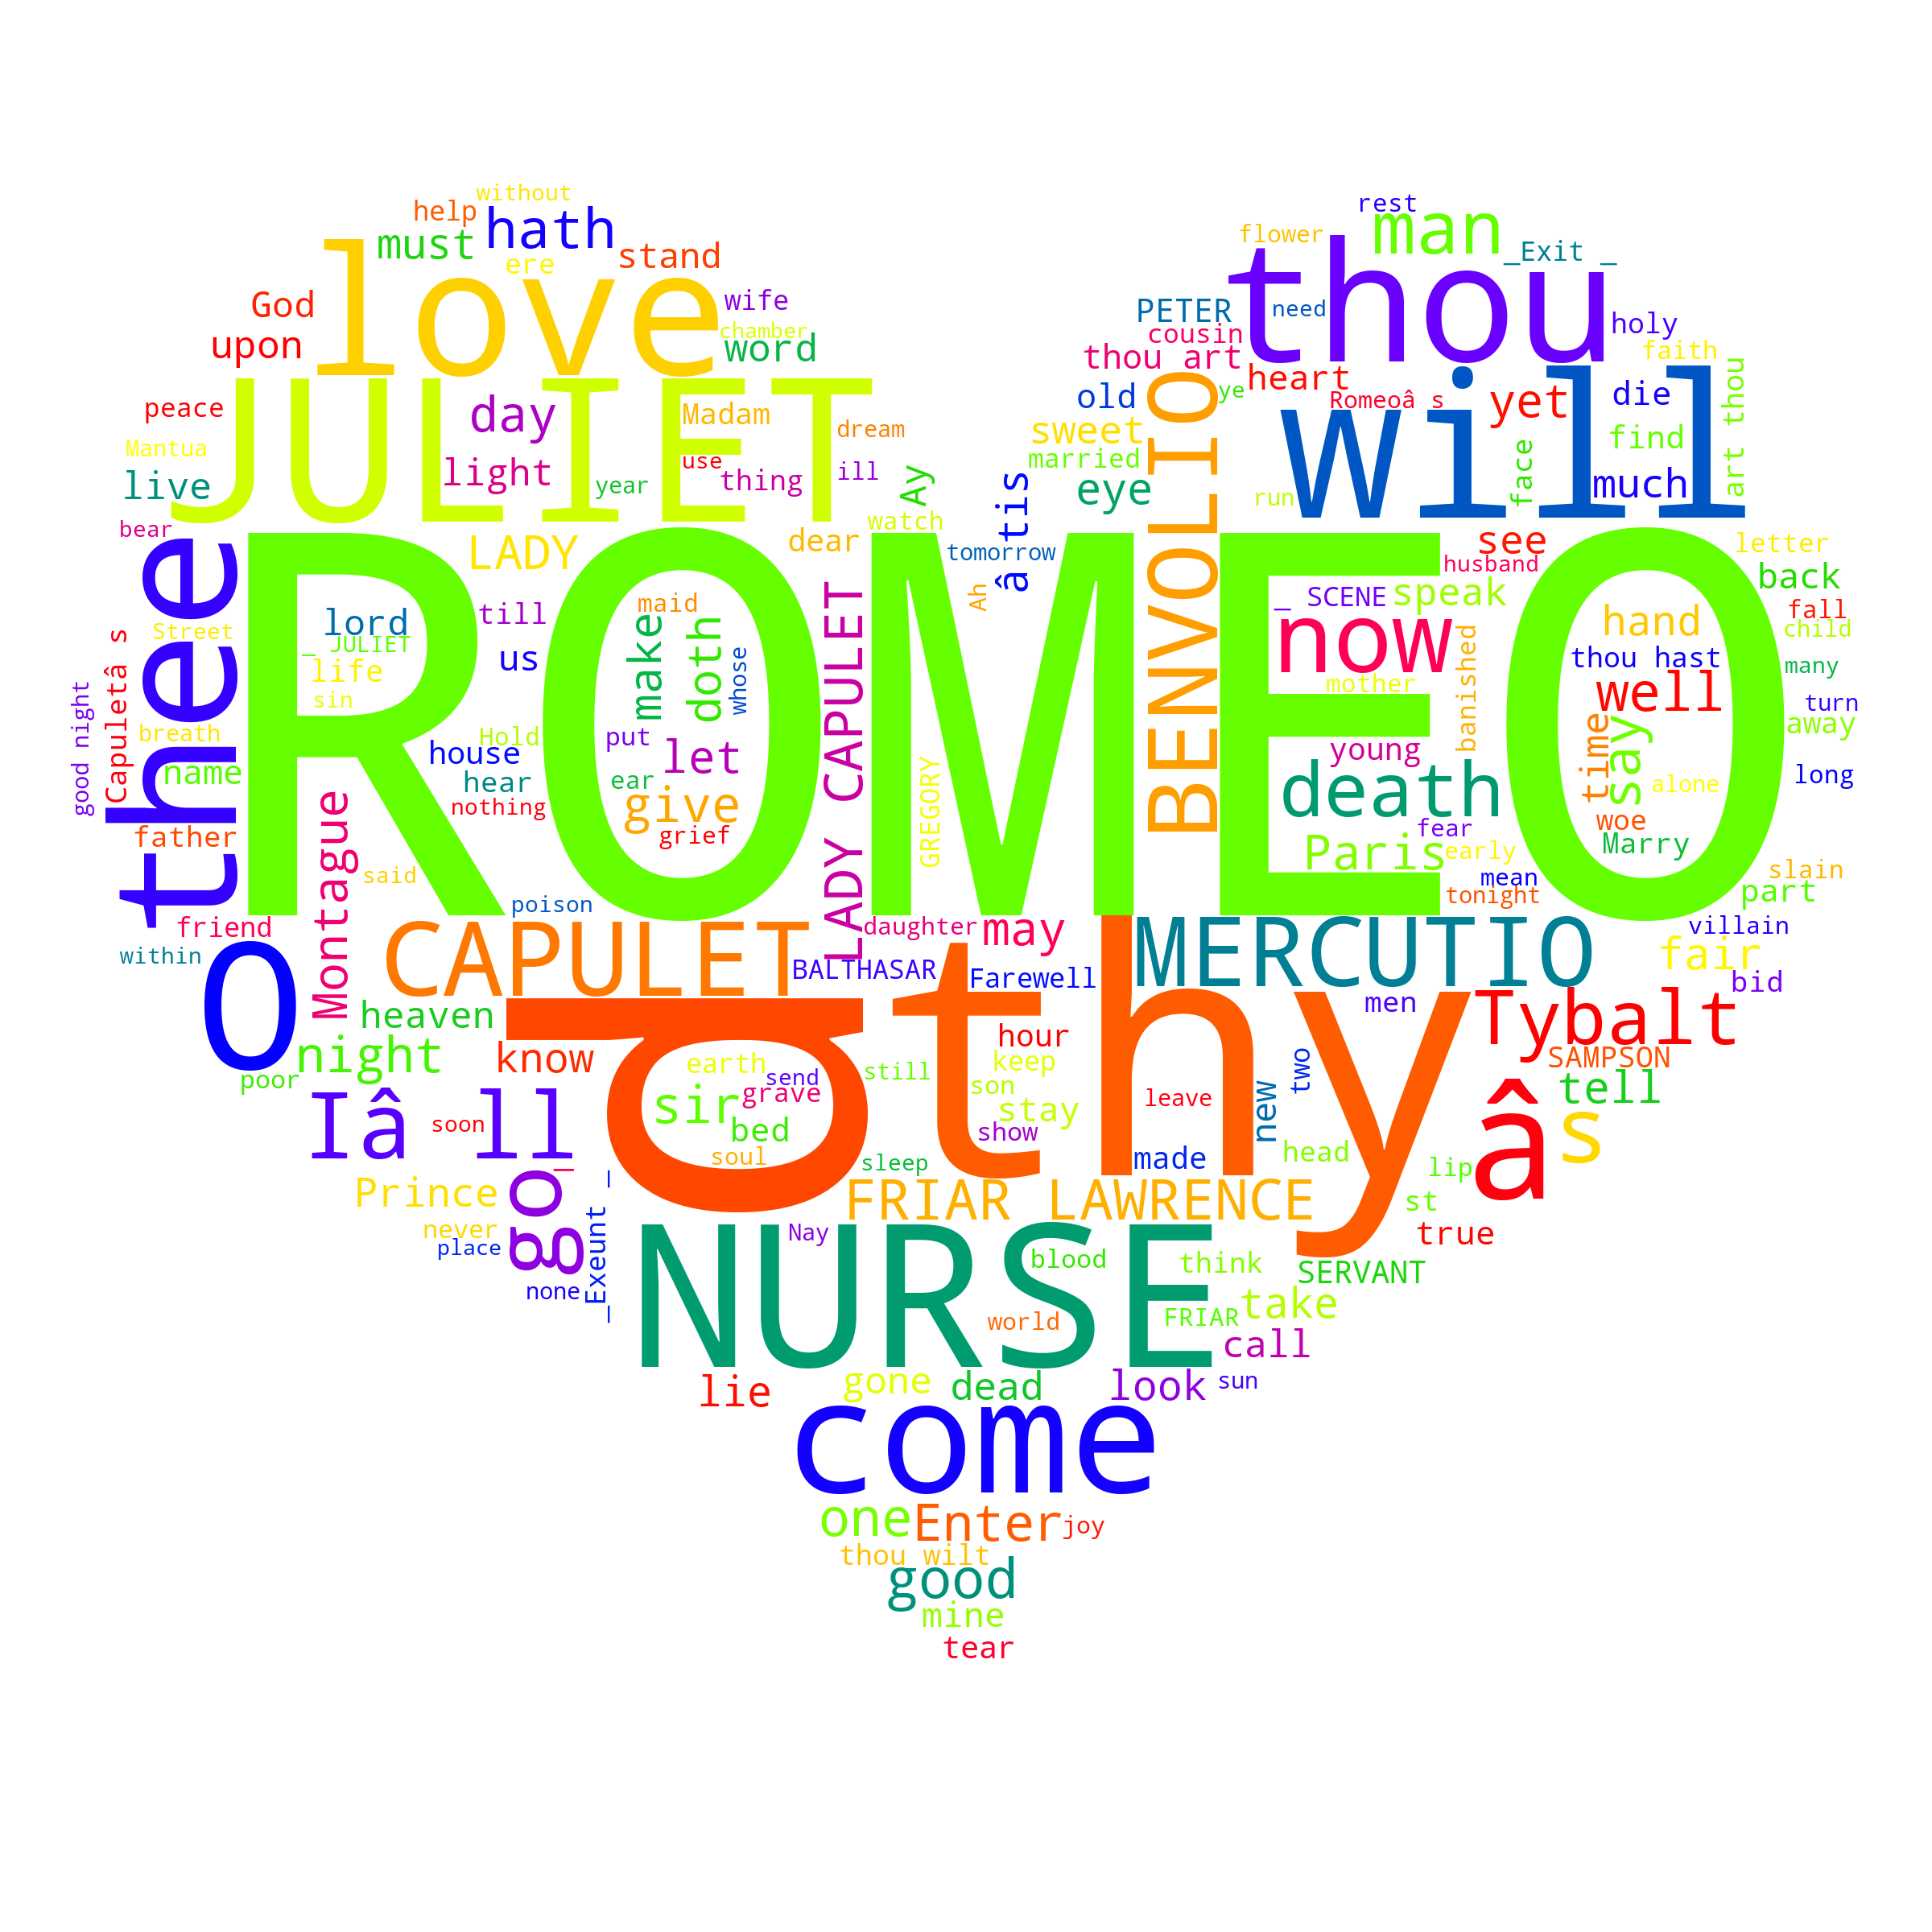 without
help
hath
must
ere
stand
love
God
upon
wife
chamber
word
rest
man
flower
_Exit _
thou
need
PETER
cousin
thou art
holy
faith
heart
ye
Romeoâ s
yet
die
art thou
old
sweet
married
eye
find
much
will
run
face
peace
Mantua
live
bear
JULIET
day
light
Madam
dream
use
thing
ill
year
Ay
watch
â tis
tomorrow
Ah
BENVOLIO
LADY
dear
see
husband
letter
back
fall
child
many
turn
away
long
thee
Street
Capuletâ s
good night
breath
name
father
ROMEO
lord
_ JULIET
life
sin
till
us
Hold
house
hear
nothing
maid
make
doth
whose
put
let
ear
give
grief
LADY CAPULET
GREGORY
_ SCENE
speak
now
mother
banished
young
death
fear
Paris
early
mean
tonight
hand
thou hast
well
time
say
alone
woe
Marry
slain
part
villain
fair
bid
Montague
said
poison
friend
within
O
CAPULET
daughter
may
BALTHASAR
Farewell
MERCUTIO
men
Tybalt
SAMPSON
tell
heaven
night
know
poor
Iâ ll
soon
earth
send
sir
grave
bed
soul
still
thy
hour
keep
son
stay
show
leave
new
two
made
head
lip
st
true
â
s
sleep
Prince
never
place
go
_
_Exeunt _
none
FRIAR LAWRENCE
Nay
NURSE
blood
think
SERVANT
world
FRIAR
take
call
lie
gone
dead
look
sun
come
one
Enter
joy
thou wilt
good
mine
tear